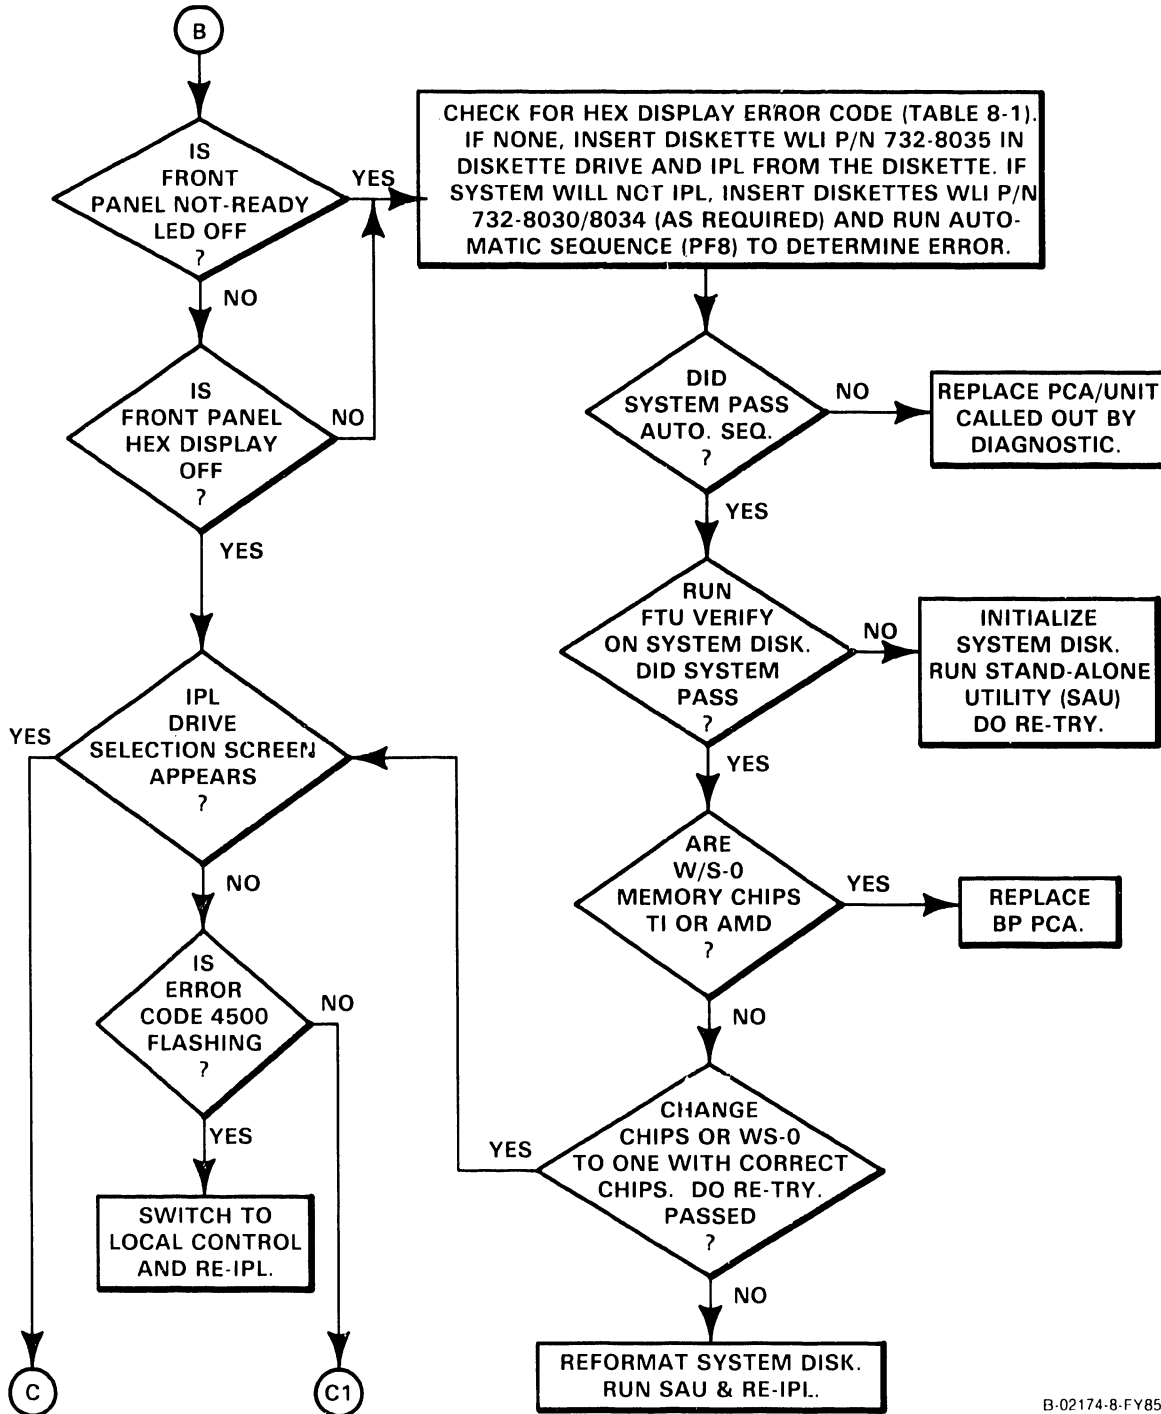 B
IS
FRONT
PANEL NOT-READY
LED OFF
?
YES
NO
CHECK FOR HEX DISPLAY ERROR CODE (TABLE 8-1).
IF NONE, INSERT DISKETTE WLI P/N 732-8035 IN
DISKETTE DRIVE AND IPL FROM THE DISKETTE. IF
SYSTEM WILL NOT IPL, INSERT DISKETTES WLI P/N
732-8030/8034 (AS REQUIRED) AND RUN AUTO-
MATIC SEQUENCE (PF8) TO DETERMINE ERROR.
IS
FRONT PANEL
HEX DISPLAY
OFF
?
NO
YES
DID
SYSTEM PASS
AUTO. SEQ.
?
NO
YES
REPLACE PCA/UNIT
CALLED OUT BY
DIAGNOSTIC.
RUN
FTU VERIFY
ON SYSTEM DISK.
DID SYSTEM
PASS
?
NO
YES
INITIALIZE
SYSTEM DISK.
RUN STAND-ALONE
UTILITY (SAU)
DO RE-TRY.
IPL
DRIVE
SELECTION SCREEN
APPEARS
?
YES
NO
ARE
W/S-0
MEMORY CHIPS
TI OR AMD
?
YES
NO
REPLACE
BP PCA.
IS
ERROR
CODE 4500
FLASHING
?
NO
YES
CHANGE
CHIPS OR WS-0
TO ONE WITH CORRECT
CHIPS. DO RE-TRY.
PASSED
?
YES
NO
SWITCH TO
LOCAL CONTROL
AND RE-IPL.
REFORMAT SYSTEM DISK.
RUN SAU & RE-IPL.
C
C1
B-02174-8-FY85